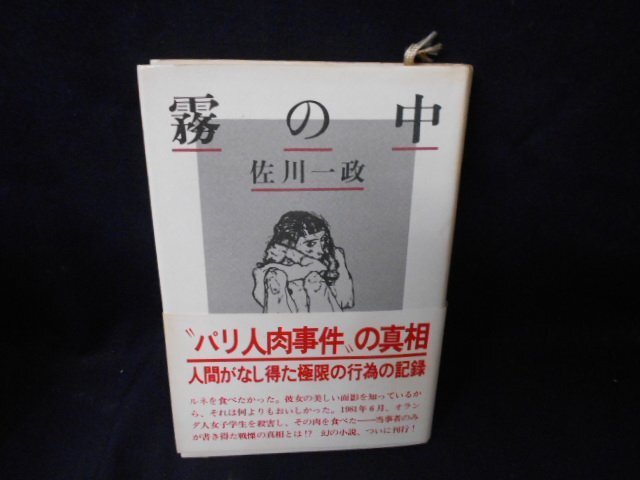 霧の中
佐川一政
〝パリ人肉事件〟の真相
人間がなし得た極限の行為の記録
ルネを食べたかった。彼女の美しい面影を知っているか
ら、それは何よりもおいしかった。1981年6月、オラン
ダ人女子学生を殺害し、その肉を食べた──当事者のみ
が書き得た戦慄の真相とは!? 幻の小説、ついに刊行!